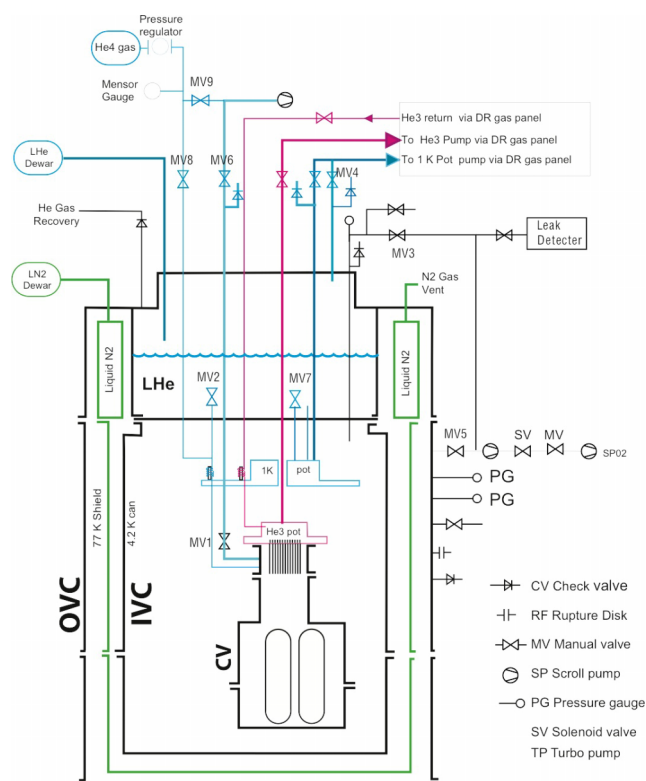 Pressure
regulator
He4 gas
Mensor
Gauge
MV9
He3 return via DR gas panel
To He3 Pump via DR gas panel
To 1 K Pot pump via DR gas panel
LHe
Dewar
MV8
MV6
MV4
He Gas
Recovery
MV3
Leak
Detecter
LN2
Dewar
N2 Gas
Vent
Liquid N2
Liquid N2
LHe
MV2
MV7
MV5
SV
MV
SP02
1K
pot
PG
PG
77 K Shield
4.2 K can
He3 pot
MV1
OVC
IVC
CV
CV Check valve
RF Rupture Disk
MV Manual valve
SP Scroll pump
PG Pressure gauge
SV Solenoid valve
TP Turbo pump